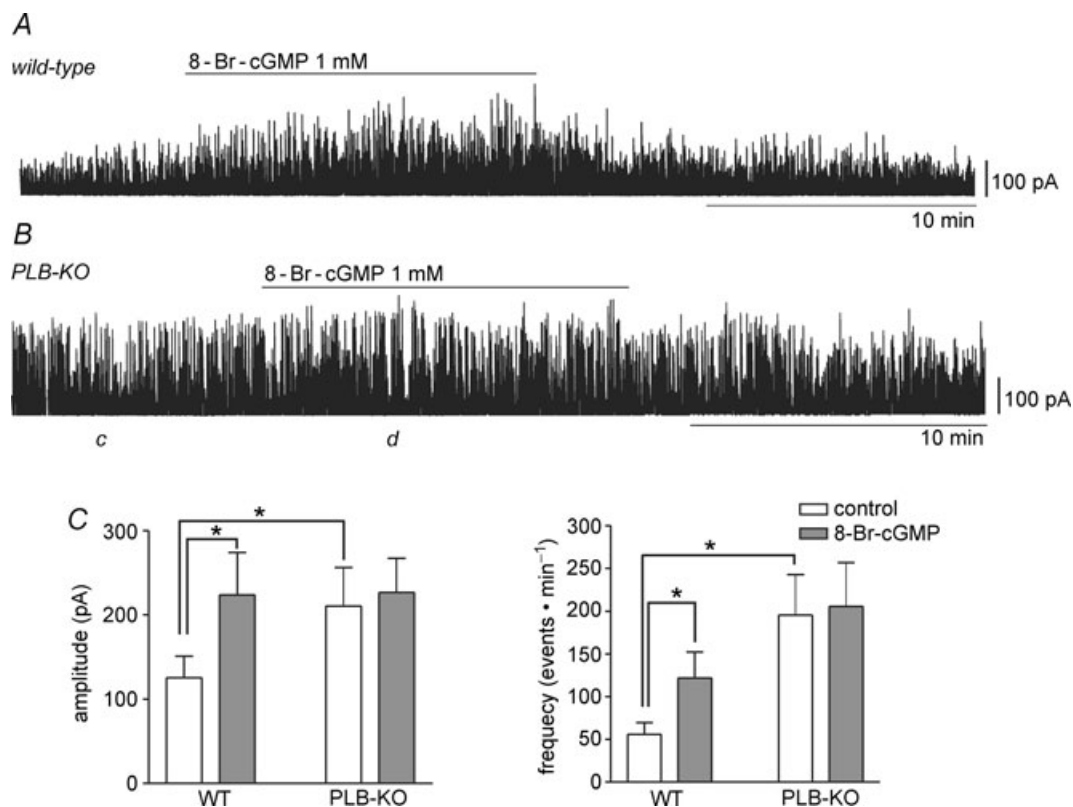 A
wild-type
8-Br-cGMP 1 mM
100 pA
10 min
B
PLB-KO
8-Br-cGMP 1 mM
100 pA
c d
10 min
C
amplitude (pA)
300
200
100
0
WT PLB-KO
* *
control
8-Br-cGMP
frequecy (events • min⁻¹)
300
250
200
150
100
50
0
WT PLB-KO
* *